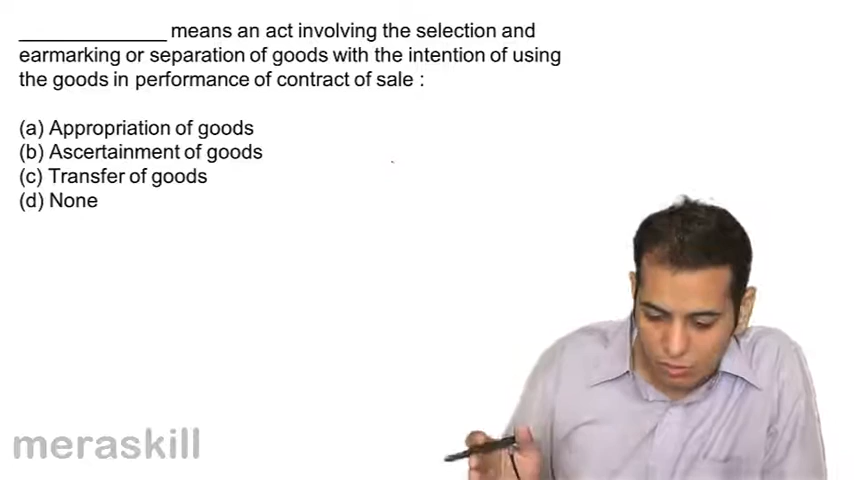 _____________ means an act involving the selection and
earmarking or separation of goods with the intention of using
the goods in performance of contract of sale :
(a) Appropriation of goods
(b) Ascertainment of goods
(c) Transfer of goods
(d) None
meraskill